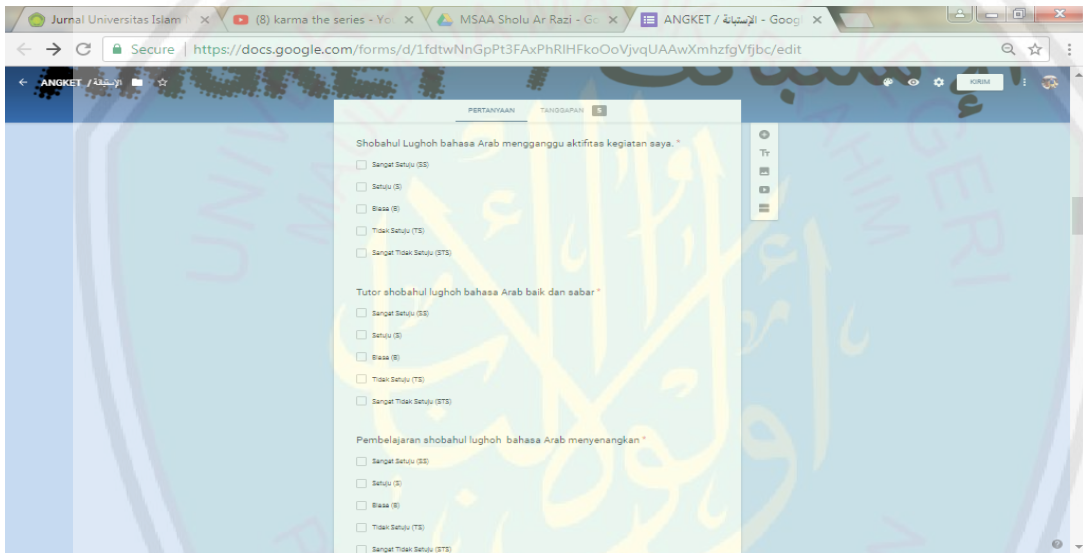 Jurnal Universitas Islam
(8) karma the series - You
MSAA Sholu Ar Razi - Go
ANGKET / الإستبانة - Goog
Secure | https://docs.google.com/forms/d/1fdtwNnGpPt3FAxPhRIHFkoOoVjvqUAAwXmhzfgVfjbc/edit
ANGKET / الإستبانة
KIRIM
PERTANYAAN TANGGAPAN 5
Shobahul Lughoh bahasa Arab mengganggu aktifitas kegiatan saya. *
Sangat Setuju (SS)
Setuju (S)
Biasa (B)
Tidak Setuju (TS)
Sangat Tidak Setuju (STS)
Tutor shobahul lughoh bahasa Arab baik dan sabar *
Sangat Setuju (SS)
Setuju (S)
Biasa (B)
Tidak Setuju (TS)
Sangat Tidak Setuju (STS)
Pembelajaran shobahul lughoh bahasa Arab menyenangkan *
Sangat Setuju (SS)
Setuju (S)
Biasa (B)
Tidak Setuju (TS)
Sangat Tidak Setuju (STS)